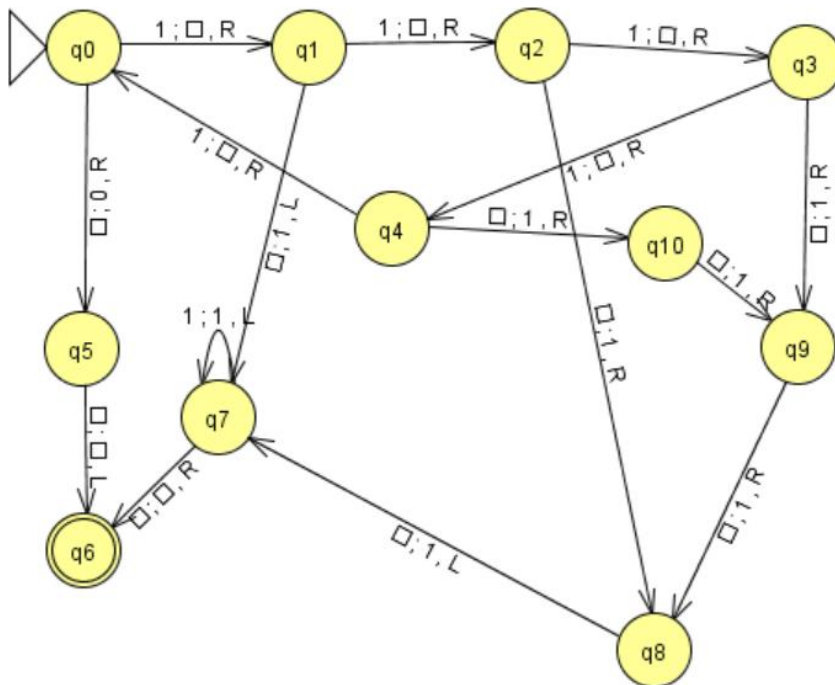 q0
1 ; □ , R
q1
1 ; □ , R
q2
1 ; □ , R
q3
□ ; 0 , R
1 ; □ , R
□ ; 1 , L
1 ; □ , R
□ ; 1 , R
q4
□ ; 1 , R
q10
□ ; 1 , R
□ ; 1 , R
q5
1 ; 1 , L
q9
□ ; □ , L
q7
□ ; □ , R
□ ; 1 , L
□ ; 1 , R
q6
q8